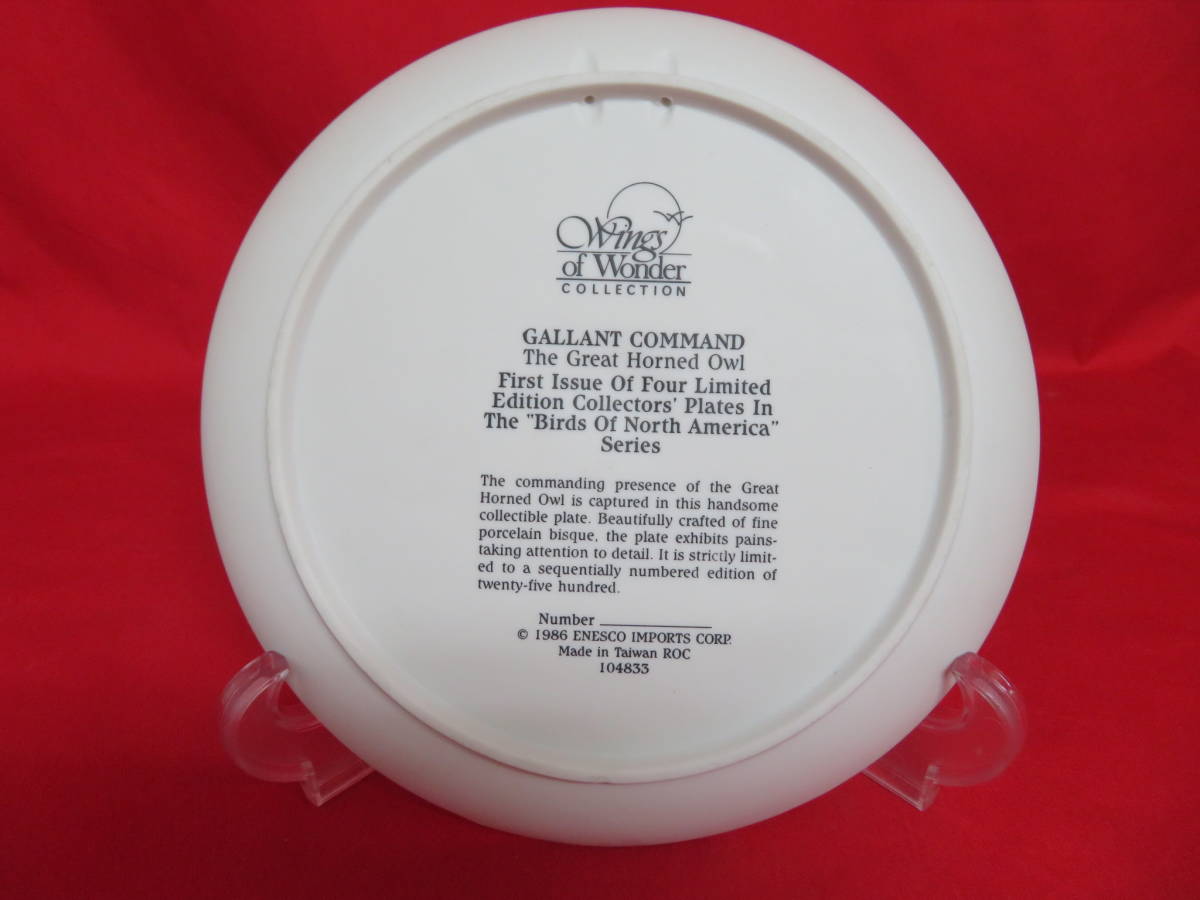 Wings
of Wonder
COLLECTION
GALLANT COMMAND
The Great Horned Owl
First Issue Of Four Limited
Edition Collectors' Plates In
The "Birds Of North America"
Series
The commanding presence of the Great
Horned Owl is captured in this handsome
collectible plate. Beautifully crafted of fine
porcelain bisque, the plate exhibits pains-
taking attention to detail. It is strictly limit-
ed to a sequentially numbered edition of
twenty-five hundred.
Number ____________
© 1986 ENESCO IMPORTS CORP.
Made in Taiwan ROC
104833